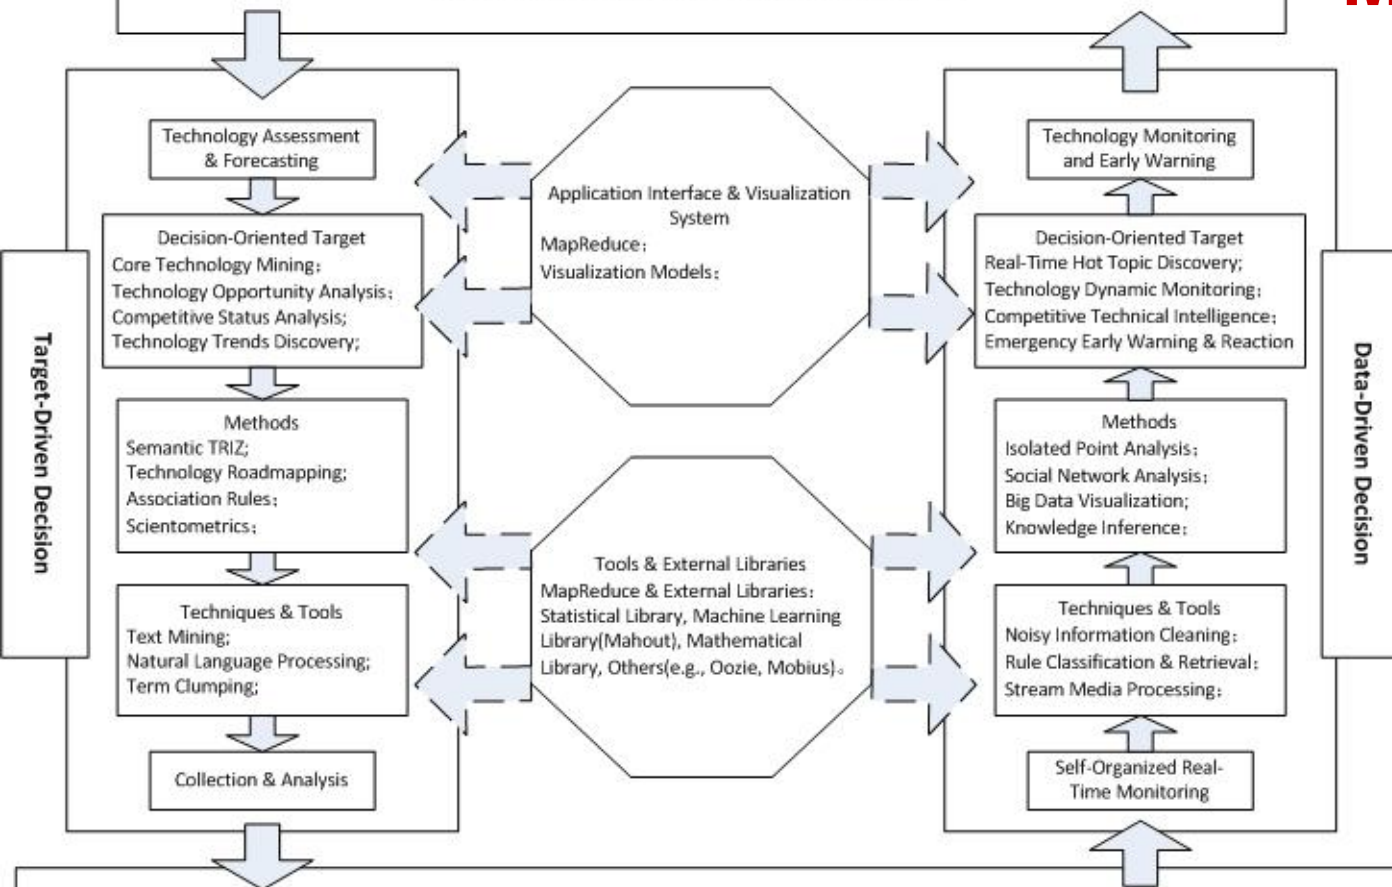 Technology Assessment
& Forecasting
Decision-Oriented Target
Core Technology Mining；
Technology Opportunity Analysis；
Competitive Status Analysis;
Technology Trends Discovery;
Methods
Semantic TRIZ;
Technology Roadmapping;
Association Rules；
Scientometrics；
Techniques & Tools
Text Mining;
Natural Language Processing;
Term Clumping;
Collection & Analysis
Target-Driven Decision
Application Interface & Visualization
System
MapReduce；
Visualization Models；
Tools & External Libraries
MapReduce & External Libraries：
Statistical Library, Machine Learning
Library(Mahout), Mathematical
Library, Others(e.g., Oozie, Mobius)。
Technology Monitoring
and Early Warning
Decision-Oriented Target
Real-Time Hot Topic Discovery;
Technology Dynamic Monitoring；
Competitive Technical Intelligence；
Emergency Early Warning & Reaction
Methods
Isolated Point Analysis；
Social Network Analysis；
Big Data Visualization;
Knowledge Inference；
Techniques & Tools
Noisy Information Cleaning；
Rule Classification & Retrieval；
Stream Media Processing；
Self-Organized Real-
Time Monitoring
Data-Driven Decision